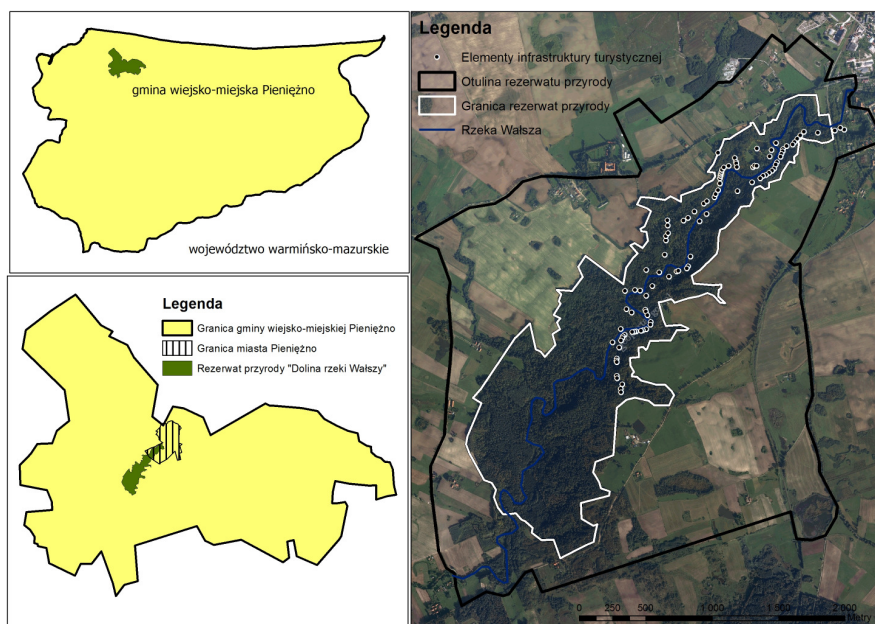 gmina wiejsko-miejska Pieniężno
województwo warmińsko-mazurskie
Legenda
Granica gminy wiejsko-miejskiej Pieniężno
Granica miasta Pieniężno
Rezerwat przyrody "Dolina rzeki Wałszy"
Legenda
Elementy infrastruktury turystycznej
Otulina rezerwatu przyrody
Granica rezerwat przyrody
Rzeka Wałsza
0 250 500 1 000 1 500 2 000
Metry